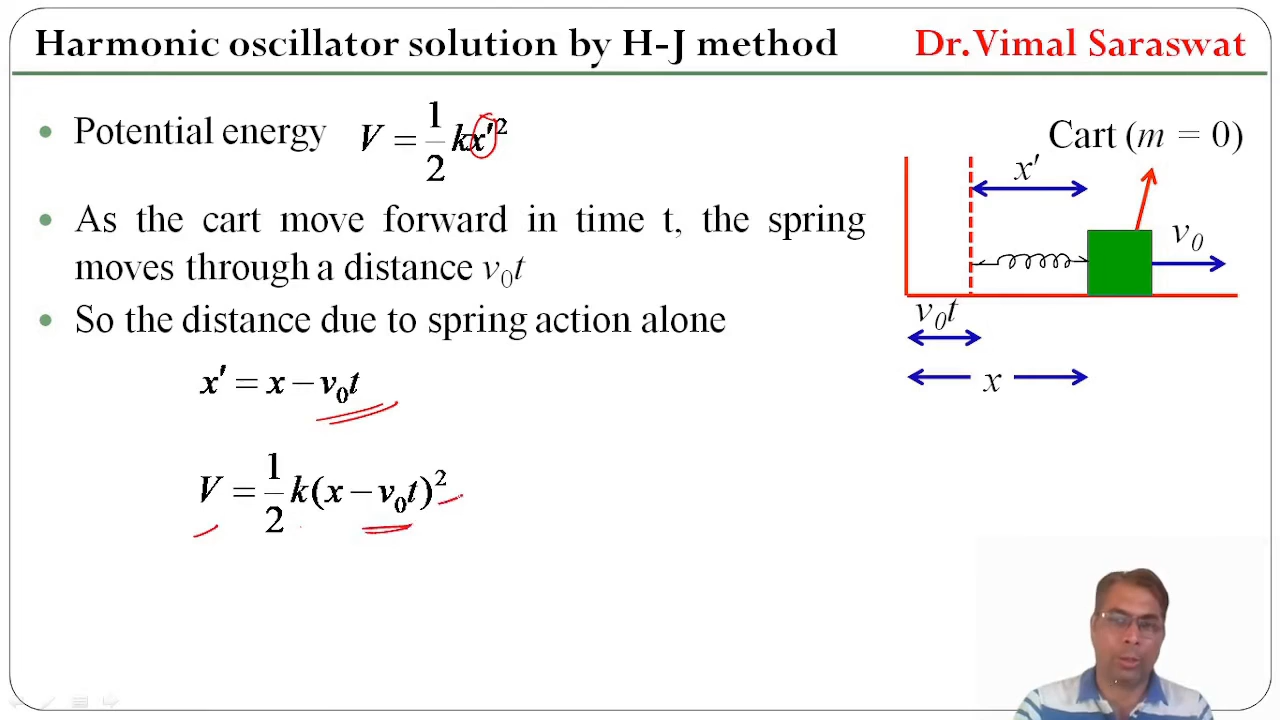 Harmonic oscillator solution by H-J method Dr.Vimal Saraswat
• Potential energy V = 1/2 kx′²
• As the cart move forward in time t, the spring
moves through a distance v₀t
• So the distance due to spring action alone
x′ = x − v₀t
V = 1/2 k(x − v₀t)²
Cart (m = 0)
x′
v₀
v₀t
x